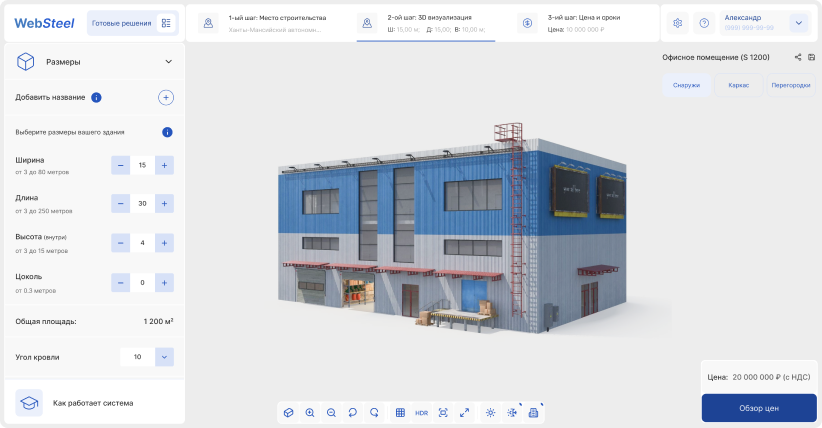 WebSteel
Готовые решения
1-ый шаг: Место строительства
Ханты-Мансийский автономн...
2-ой шаг: 3D визуализация
Ш: 15,00 м; Д: 15,00; В: 10,00 м;
3-ий шаг: Цена и сроки
Цена: 10 000 000 ₽
Александр
(999) 999-99-99
Размеры
Добавить название
Выберите размеры вашего здания
Ширина
от 3 до 80 метров
15
Длина
от 3 до 250 метров
30
Высота (внутри)
от 3 до 15 метров
4
Цоколь
от 0.3 метров
0
Общая площадь: 1 200 м²
Угол кровли
10
Как работает система
Офисное помещение (S 1200)
Снаружи
Каркас
Перегородки
HDR
Цена: 20 000 000 ₽ (с НДС)
Обзор цен